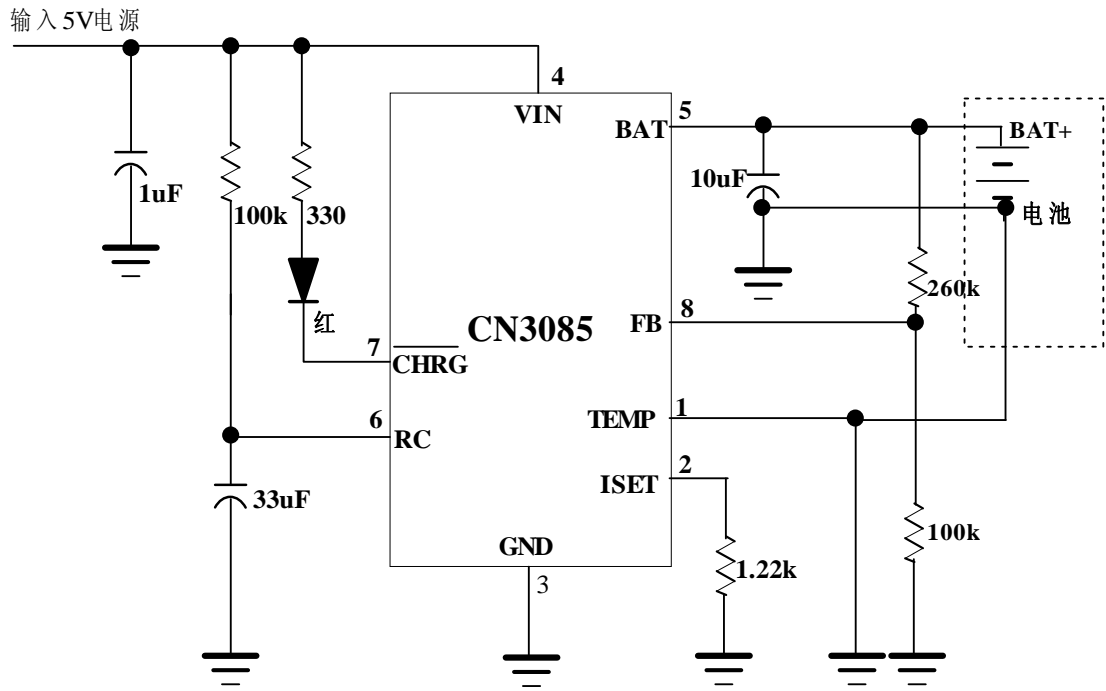 输入5V电源
4
VIN
5
BAT
BAT+
1uF
100k
330
10uF
电池
红
CN3085
260k
8
FB
7
CHRG
6
RC
1
TEMP
2
ISET
33uF
GND
3
1.22k
100k